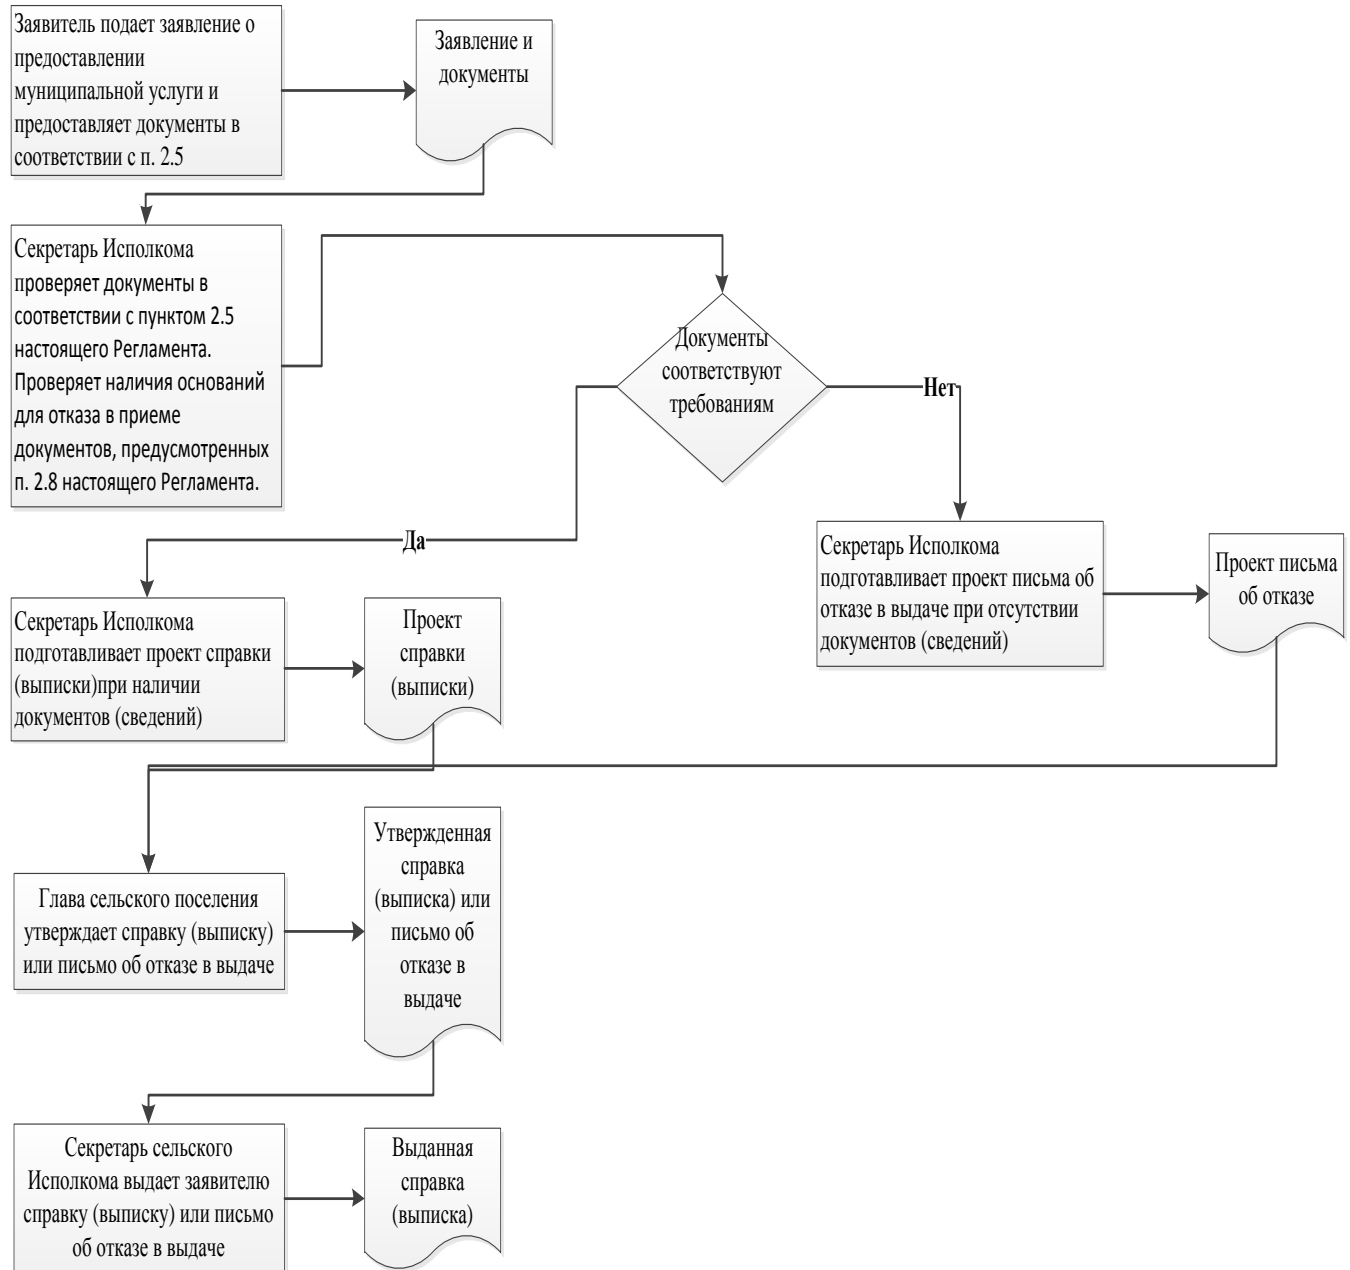 Заявитель подает заявление о
предоставлении
муниципальной услуги и
предоставляет документы в
соответствии с п. 2.5
Заявление и
документы
Секретарь Исполкома
проверяет документы в
соответствии с пунктом 2.5
настоящего Регламента.
Проверяет наличия оснований
для отказа в приеме
документов, предусмотренных
п. 2.8 настоящего Регламента.
Документы
соответствуют
требованиям
Нет
Да
Секретарь Исполкома
подготавливает проект письма об
отказе в выдаче при отсутствии
документов (сведений)
Проект письма
об отказе
Секретарь Исполкома
подготавливает проект справки
(выписки)при наличии
документов (сведений)
Проект
справки
(выписки)
Глава сельского поселения
утверждает справку (выписку)
или письмо об отказе в выдаче
Утвержденная
справка
(выписка) или
письмо об
отказе в
выдаче
Секретарь сельского
Исполкома выдает заявителю
справку (выписку) или письмо
об отказе в выдаче
Выданная
справка
(выписка)